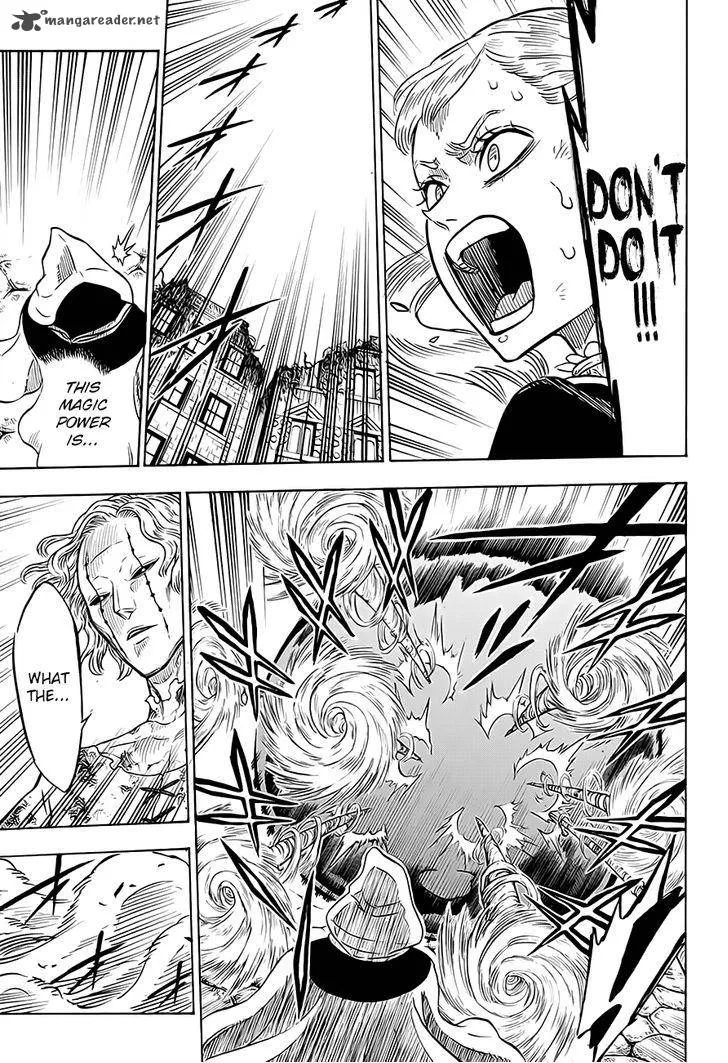 mangareader.net
DON'T
DO IT
!!!
THIS
MAGIC
POWER
IS...
WHAT
THE...